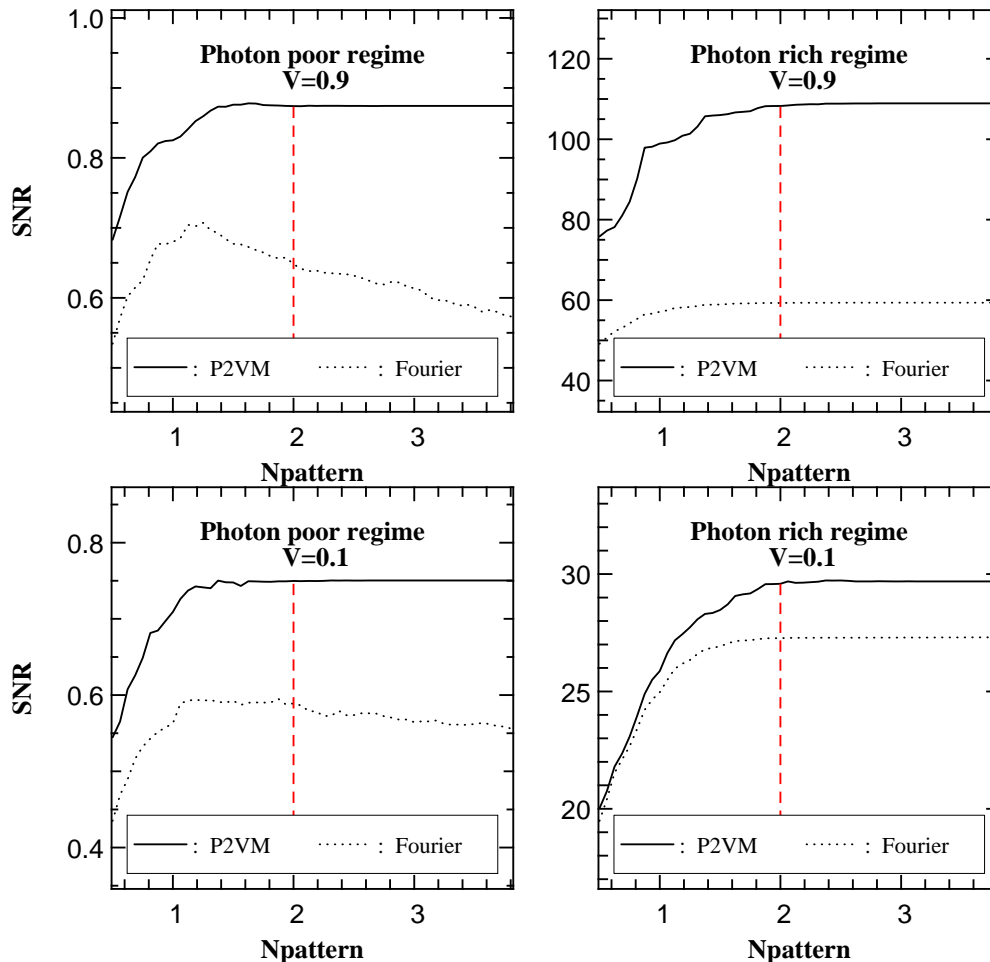 1.0
0.8
0.6
SNR
Photon poor regime
V=0.9
: P2VM : Fourier
1 2 3
Npattern
120
100
80
60
40
Photon rich regime
V=0.9
: P2VM : Fourier
1 2 3
Npattern
0.8
0.6
0.4
SNR
Photon poor regime
V=0.1
: P2VM : Fourier
1 2 3
Npattern
30
25
20
Photon rich regime
V=0.1
: P2VM : Fourier
1 2 3
Npattern